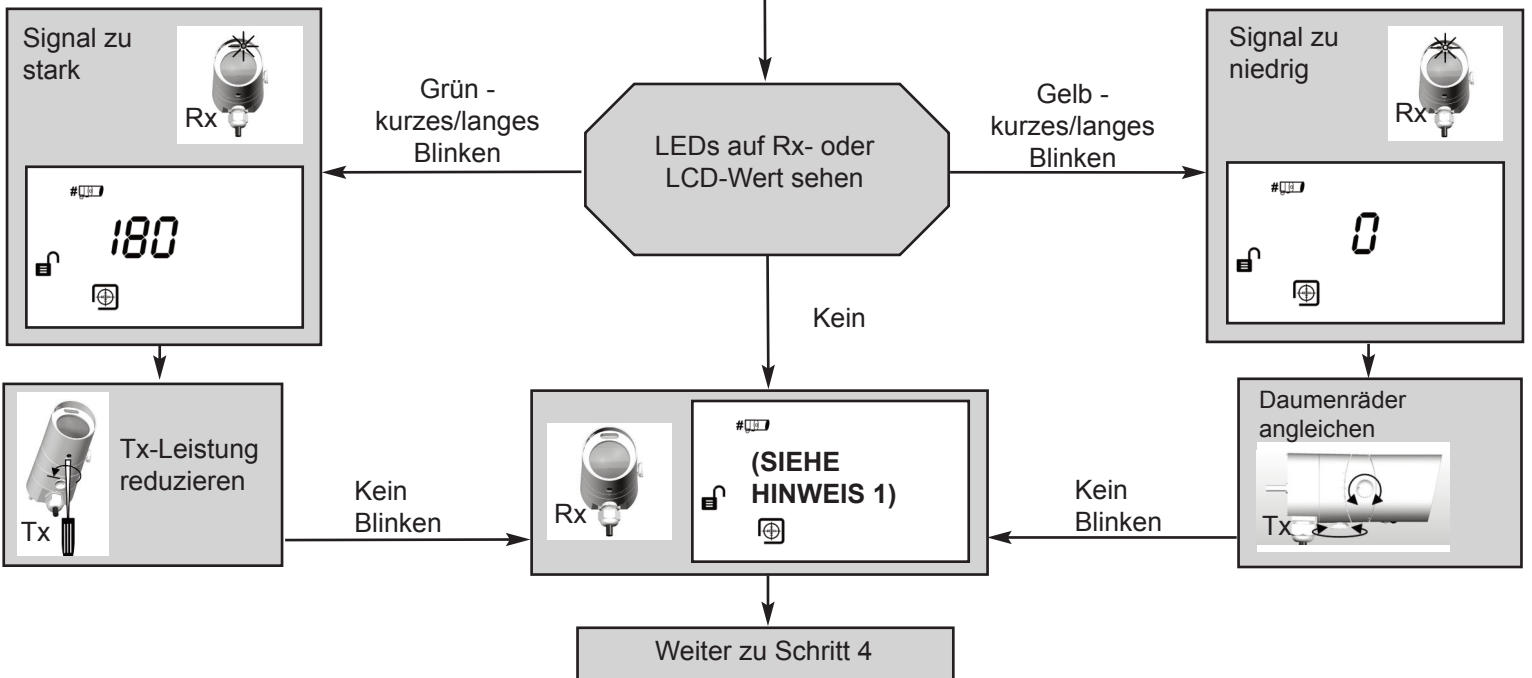 Signal zu
stark
Rx
#
180
Grün -
kurzes/langes
Blinken
LEDs auf Rx- oder
LCD-Wert sehen
Gelb -
kurzes/langes
Blinken
Signal zu
niedrig
Rx
#
0
Kein
Tx-Leistung
reduzieren
Tx
Kein
Blinken
Rx
#
(SIEHE
HINWEIS 1)
Kein
Blinken
Daumenräder
angleichen
Tx
Weiter zu Schritt 4